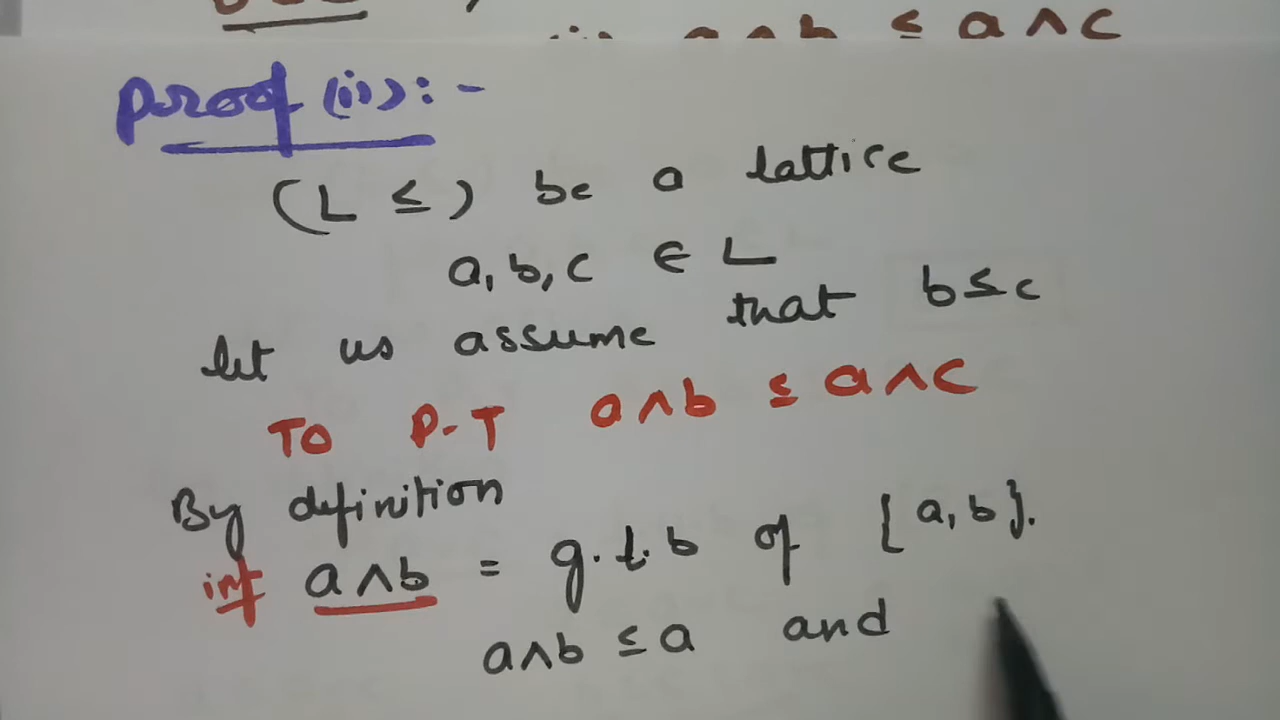 a∧b ≤ a∧c
Proof (ii):-
(L ≤) be a lattice
a, b, c ∈ L
let us assume that b≤c
TO P.T a∧b ≤ a∧c
By definition
inf a∧b = g.l.b of {a, b}.
a∧b ≤ a and